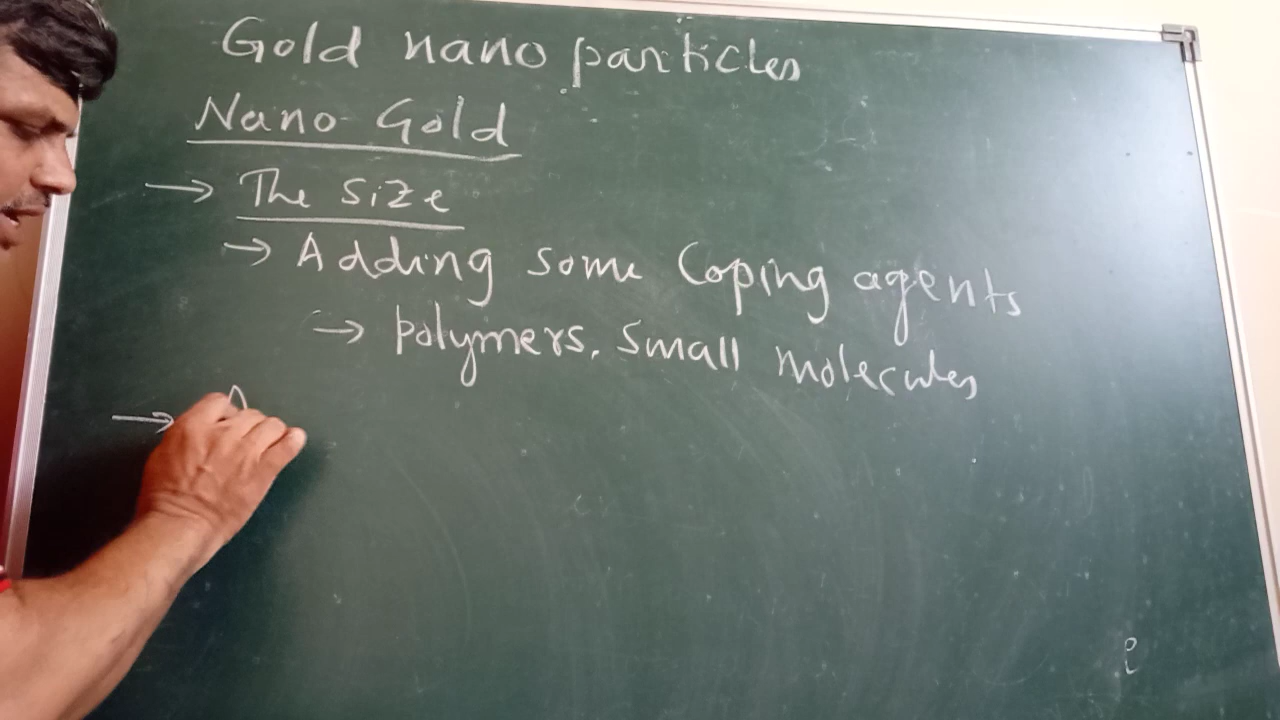 Gold nano particles
Nano Gold
→ The size
→ Adding some Coping agents
→ polymers, small molecules
→ A